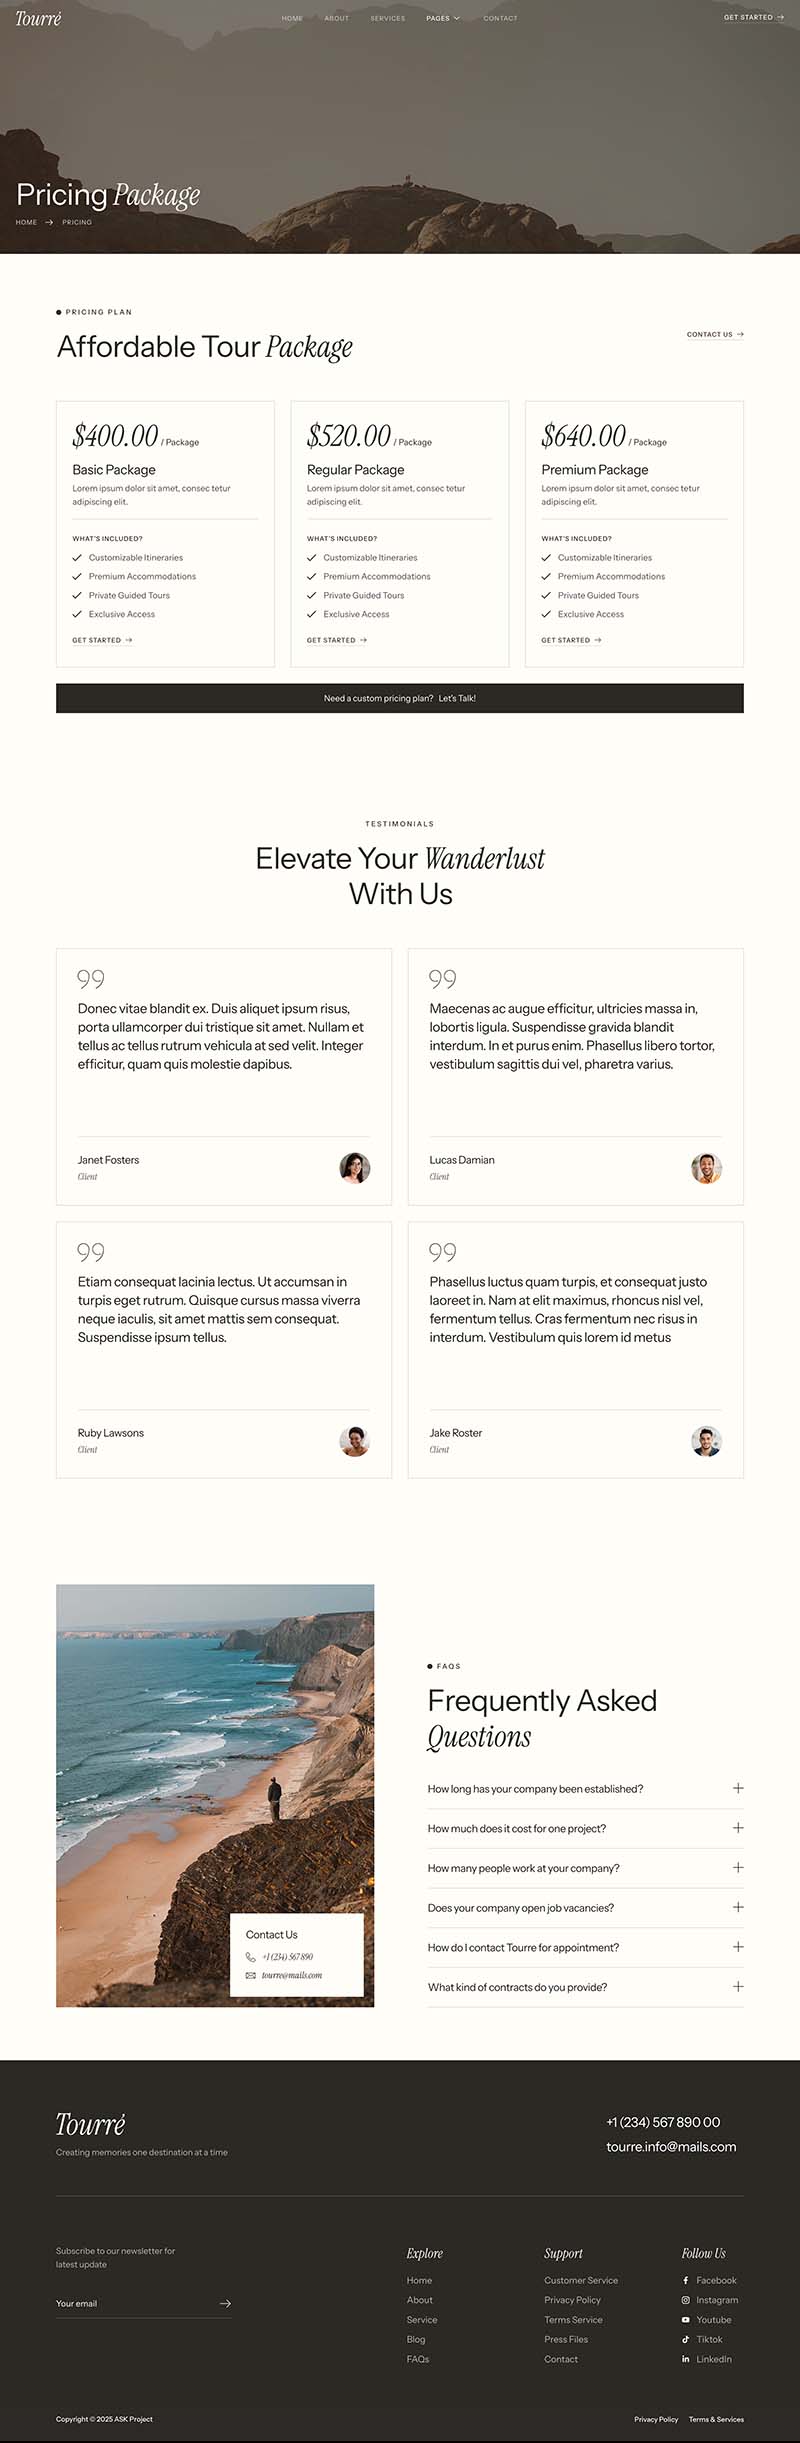 Tourré
HOME ABOUT SERVICES PAGES CONTACT
GET STARTED
Pricing Package
HOME PRICING
PRICING PLAN
Affordable Tour Package
CONTACT US
$400.00 / Package
Basic Package
Lorem ipsum dolor sit amet, consec tetur
adipiscing elit.
WHAT'S INCLUDED?
Customizable Itineraries
Premium Accommodations
Private Guided Tours
Exclusive Access
GET STARTED
$520.00 / Package
Regular Package
Lorem ipsum dolor sit amet, consec tetur
adipiscing elit.
WHAT'S INCLUDED?
Customizable Itineraries
Premium Accommodations
Private Guided Tours
Exclusive Access
GET STARTED
$640.00 / Package
Premium Package
Lorem ipsum dolor sit amet, consec tetur
adipiscing elit.
WHAT'S INCLUDED?
Customizable Itineraries
Premium Accommodations
Private Guided Tours
Exclusive Access
GET STARTED
Need a custom pricing plan? Let's Talk!
TESTIMONIALS
Elevate Your Wanderlust
With Us
Donec vitae blandit ex. Duis aliquet ipsum risus,
porta ullamcorper dui tristique sit amet. Nullam et
tellus ac tellus rutrum vehicula at sed velit. Integer
efficitur, quam quis molestie dapibus.
Janet Fosters
Client
Maecenas ac augue efficitur, ultricies massa in,
lobortis ligula. Suspendisse gravida blandit
interdum. In et purus enim. Phasellus libero tortor,
vestibulum sagittis dui vel, pharetra varius.
Lucas Damian
Client
Etiam consequat lacinia lectus. Ut accumsan in
turpis eget rutrum. Quisque cursus massa viverra
neque iaculis, sit amet mattis sem consequat.
Suspendisse ipsum tellus.
Ruby Lawsons
Client
Phasellus luctus quam turpis, et consequat justo
laoreet in. Nam at elit maximus, rhoncus nisl vel,
fermentum tellus. Cras fermentum nec risus in
interdum. Vestibulum quis lorem id metus
Jake Roster
Client
Contact Us
+1 (234) 567 890
tourre@mails.com
FAQS
Frequently Asked
Questions
How long has your company been established?
How much does it cost for one project?
How many people work at your company?
Does your company open job vacancies?
How do I contact Tourre for appointment?
What kind of contracts do you provide?
Tourré
Creating memories one destination at a time
+1 (234) 567 890 00
tourre.info@mails.com
Subscribe to our newsletter for
latest update
Your email
Explore
Home
About
Service
Blog
FAQs
Support
Customer Service
Privacy Policy
Terms Service
Press Files
Contact
Follow Us
Facebook
Instagram
Youtube
Tiktok
LinkedIn
Copyright © 2025 ASK Project
Privacy Policy Terms & Services